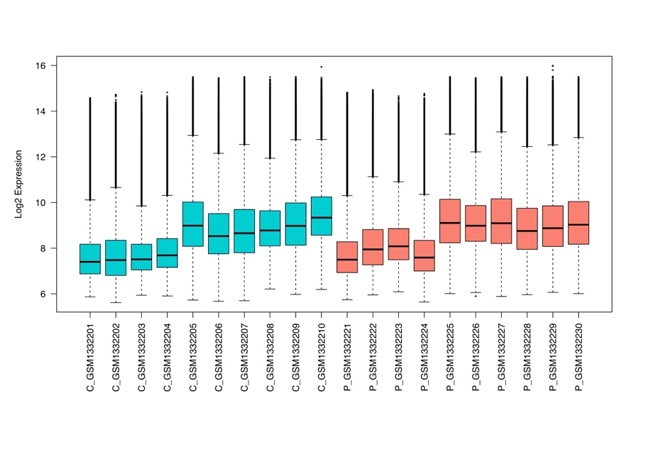 16
14
12
10
8
6
Log2 Expression
C_GSM1332201
C_GSM1332202
C_GSM1332203
C_GSM1332204
C_GSM1332205
C_GSM1332206
C_GSM1332207
C_GSM1332208
C_GSM1332209
C_GSM1332210
P_GSM1332221
P_GSM1332222
P_GSM1332223
P_GSM1332224
P_GSM1332225
P_GSM1332226
P_GSM1332227
P_GSM1332228
P_GSM1332229
P_GSM1332230